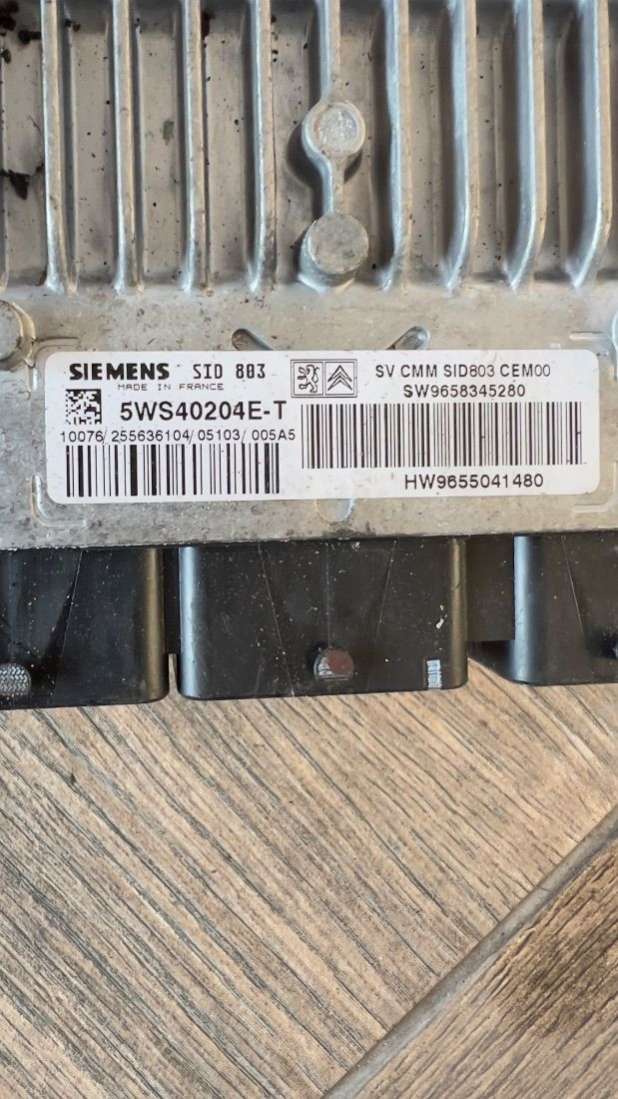 SIEMENS SID 803
MADE IN FRANCE
5WS40204E-T
10076/255636104/05103/005A5
SV CMM SID803 CEM00
SW9658345280
HW9655041480